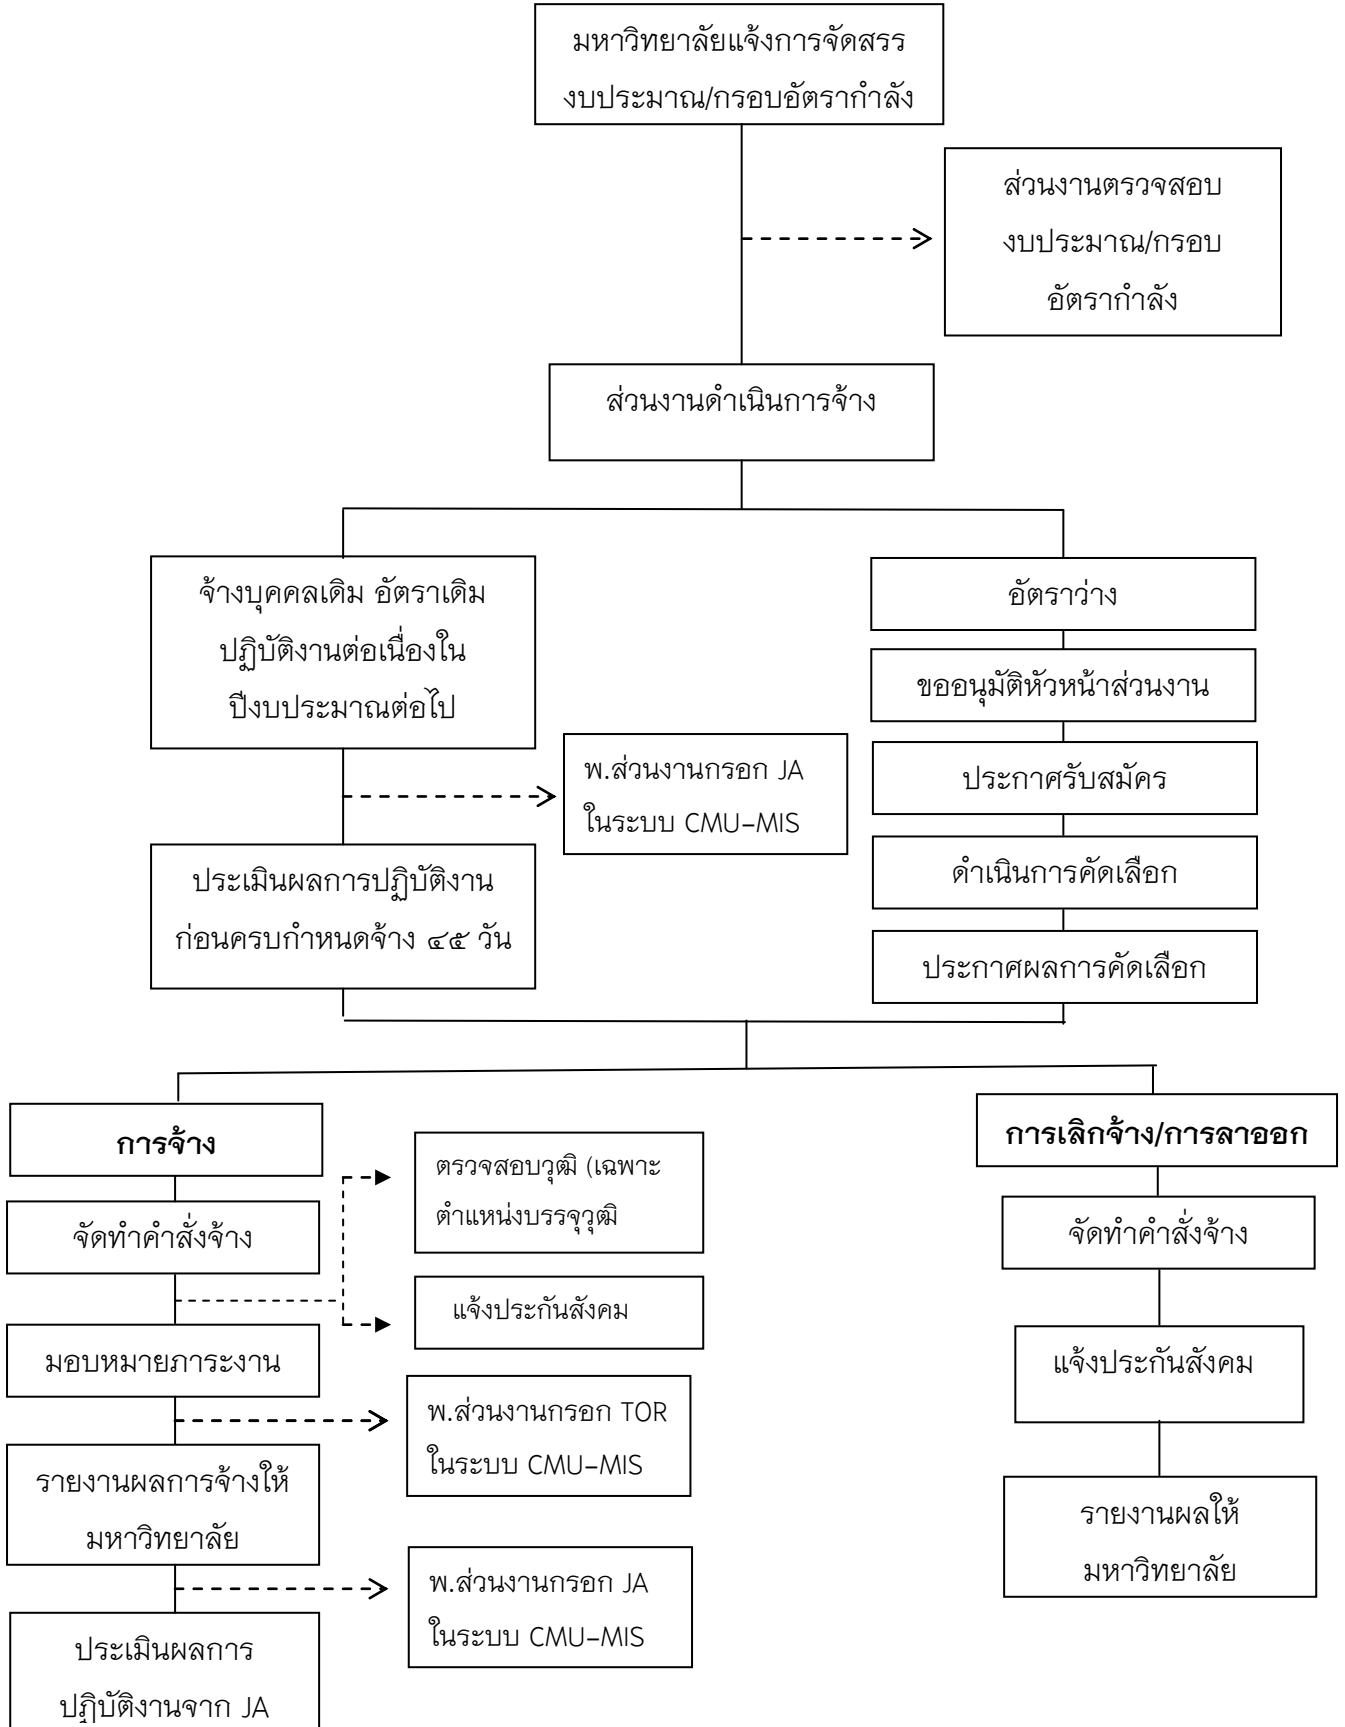 มหาวิทยาลัยแจ้งการจัดสรร
งบประมาณ/กรอบอัตรากำลัง
ส่วนงานตรวจสอบ
งบประมาณ/กรอบ
อัตรากำลัง
ส่วนงานดำเนินการจ้าง
จ้างบุคคลเดิม อัตราเดิม
ปฏิบัติงานต่อเนื่องใน
ปีงบประมาณต่อไป
พ.ส่วนงานกรอก JA
ในระบบ CMU-MIS
ประเมินผลการปฏิบัติงาน
ก่อนครบกำหนดจ้าง ๔๕ วัน
อัตราว่าง
ขออนุมัติหัวหน้าส่วนงาน
ประกาศรับสมัคร
ดำเนินการคัดเลือก
ประกาศผลการคัดเลือก
การจ้าง
จัดทำคำสั่งจ้าง
ตรวจสอบวุฒิ (เฉพาะ
ตำแหน่งบรรจุวุฒิ
แจ้งประกันสังคม
มอบหมายภาระงาน
พ.ส่วนงานกรอก TOR
ในระบบ CMU-MIS
รายงานผลการจ้างให้
มหาวิทยาลัย
พ.ส่วนงานกรอก JA
ในระบบ CMU-MIS
ประเมินผลการ
ปฏิบัติงานจาก JA
การเลิกจ้าง/การลาออก
จัดทำคำสั่งจ้าง
แจ้งประกันสังคม
รายงานผลให้
มหาวิทยาลัย